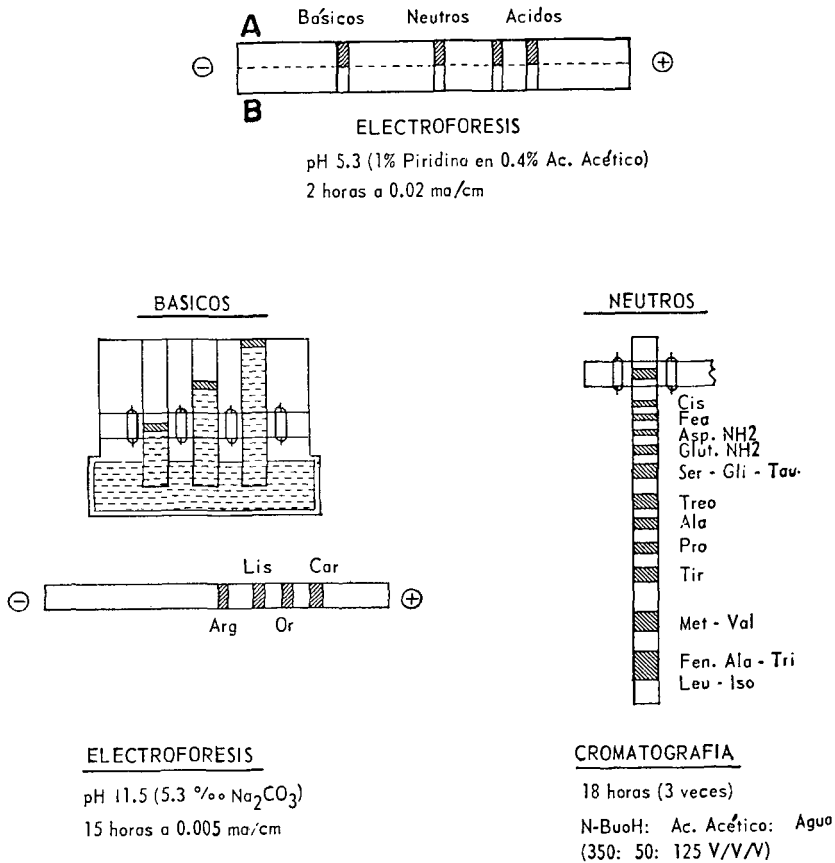 A Básicos Neutros Acidos
⊖ ⊕
B
ELECTROFORESIS
pH 5.3 (1% Piridina en 0.4% Ac. Acético)
2 horas a 0.02 ma/cm
BASICOS
Lis Car
⊖ ⊕
Arg Or
ELECTROFORESIS
pH 11.5 (5.3 °/oo Na2CO3)
15 horas a 0.005 ma/cm
NEUTROS
Cis
Fea
Asp. NH2
Glut. NH2
Ser - Gli - Tau.
Treo
Ala
Pro
Tir
Met - Val
Fen. Ala - Tri
Leu - Iso
CROMATOGRAFIA
18 horas (3 veces)
N-BuoH: Ac. Acético: Agua
(350: 50: 125 V/V/V)